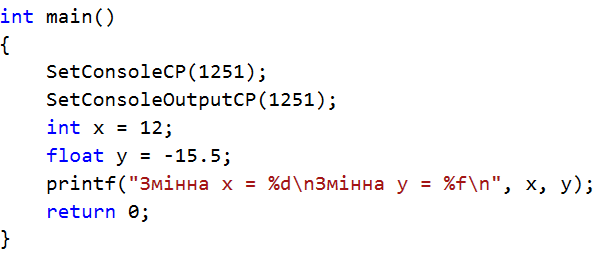 int main()
{
    SetConsoleCP(1251);
    SetConsoleOutputCP(1251);
    int x = 12;
    float y = -15.5;
    printf("Змінна x = %d\nЗмінна y = %f\n", x, y);
    return 0;
}